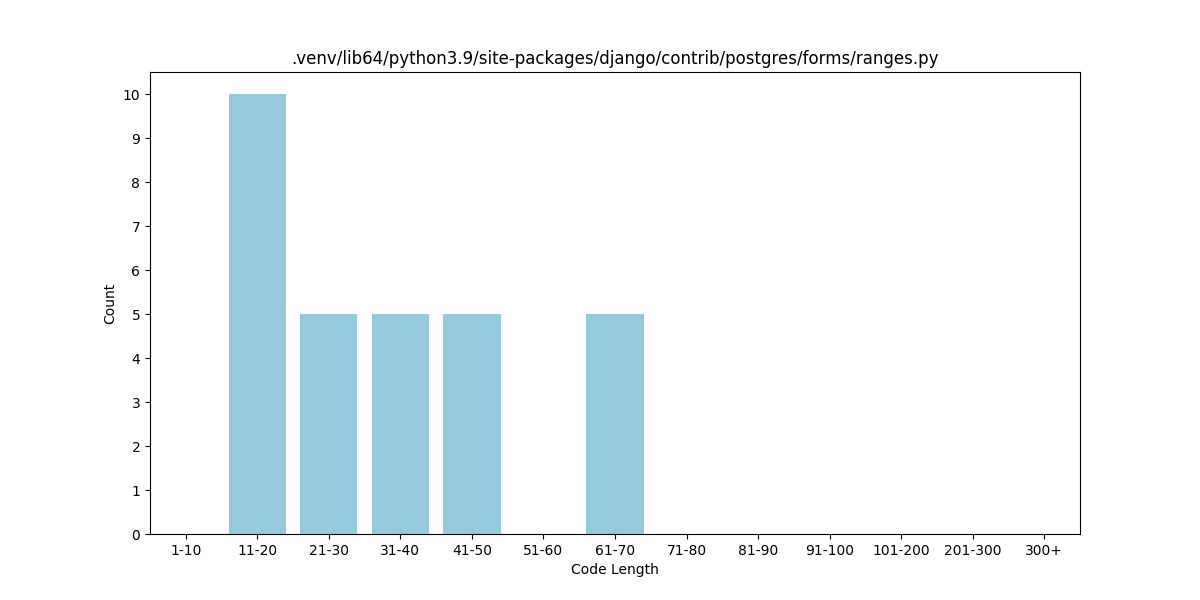 .venv/lib64/python3.9/site-packages/django/contrib/postgres/forms/ranges.py
10
9
8
7
6
5
4
3
2
1
0
Count
1-10 11-20 21-30 31-40 41-50 51-60 61-70 71-80 81-90 91-100 101-200 201-300 300+
Code Length